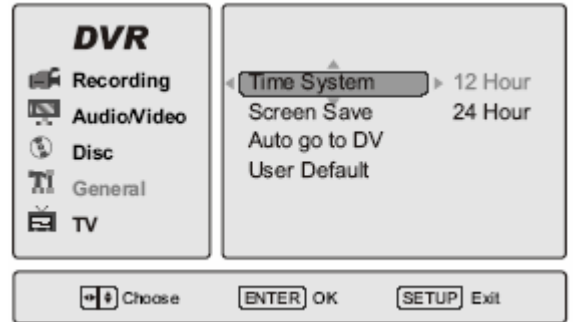 DVR
Recording
Audio/Video
Disc
TI General
TV
Time System 12 Hour
Screen Save 24 Hour
Auto go to DV
User Default
Choose ENTER OK SETUP Exit